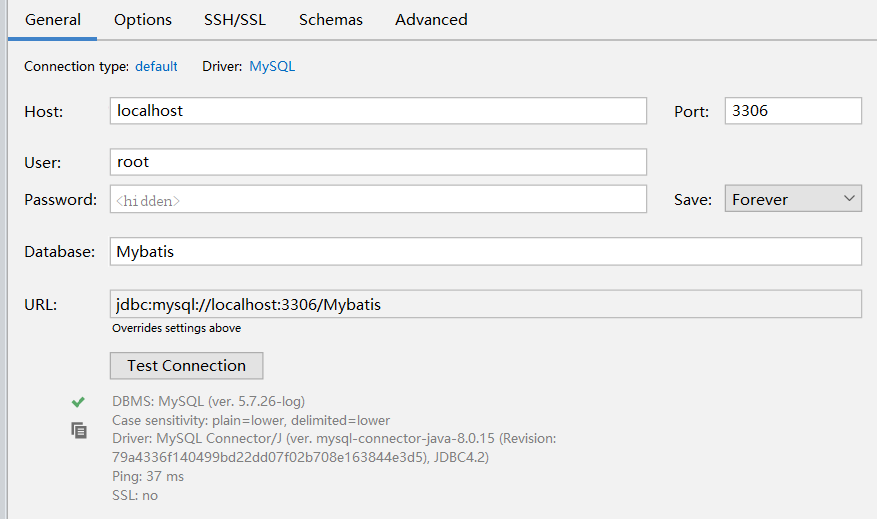 General Options SSH/SSL Schemas Advanced
Connection type: default Driver: MySQL
Host: localhost Port: 3306
User: root
Password: <hidden> Save: Forever
Database: Mybatis
URL: jdbc:mysql://localhost:3306/Mybatis
Overrides settings above
Test Connection
DBMS: MySQL (ver. 5.7.26-log)
Case sensitivity: plain=lower, delimited=lower
Driver: MySQL Connector/J (ver. mysql-connector-java-8.0.15 (Revision:
79a4336f140499bd22dd07f02b708e163844e3d5), JDBC4.2)
Ping: 37 ms
SSL: no